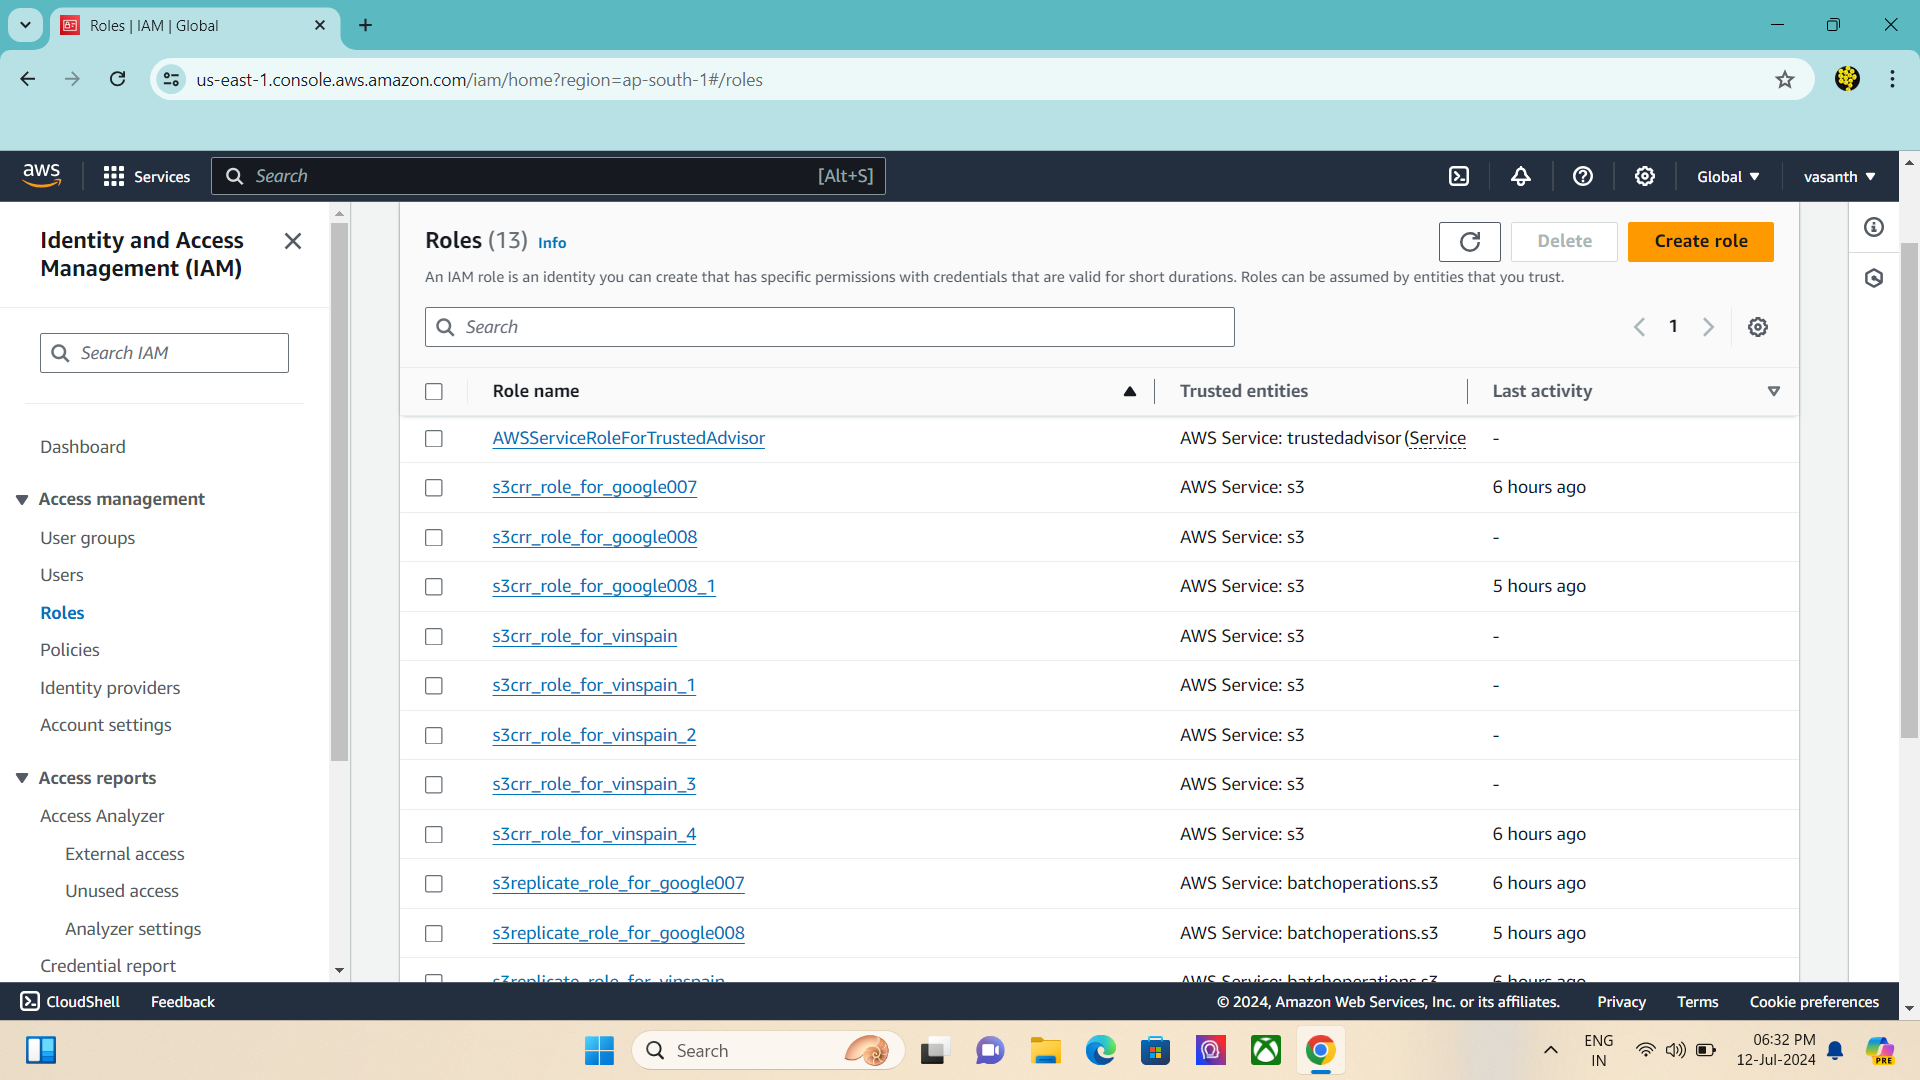 Roles | IAM | Global
us-east-1.console.aws.amazon.com/iam/home?region=ap-south-1#/roles
aws
Services
Search
[Alt+S]
Global
vasanth
Identity and Access
Management (IAM)
Search IAM
Dashboard
Access management
User groups
Users
Roles
Policies
Identity providers
Account settings
Access reports
Access Analyzer
External access
Unused access
Analyzer settings
Credential report
Roles (13) Info
Delete
Create role
An IAM role is an identity you can create that has specific permissions with credentials that are valid for short durations. Roles can be assumed by entities that you trust.
Search
1
Role name Trusted entities Last activity
AWSServiceRoleForTrustedAdvisor AWS Service: trustedadvisor (Service -
s3crr_role_for_google007 AWS Service: s3 6 hours ago
s3crr_role_for_google008 AWS Service: s3 -
s3crr_role_for_google008_1 AWS Service: s3 5 hours ago
s3crr_role_for_vinspain AWS Service: s3 -
s3crr_role_for_vinspain_1 AWS Service: s3 -
s3crr_role_for_vinspain_2 AWS Service: s3 -
s3crr_role_for_vinspain_3 AWS Service: s3 -
s3crr_role_for_vinspain_4 AWS Service: s3 6 hours ago
s3replicate_role_for_google007 AWS Service: batchoperations.s3 6 hours ago
s3replicate_role_for_google008 AWS Service: batchoperations.s3 5 hours ago
s3replicate_role_for_vinspain AWS Service: batchoperations.s3 6 hours ago
CloudShell Feedback
© 2024, Amazon Web Services, Inc. or its affiliates. Privacy Terms Cookie preferences
Search
ENG
IN
06:32 PM
12-Jul-2024
PRE